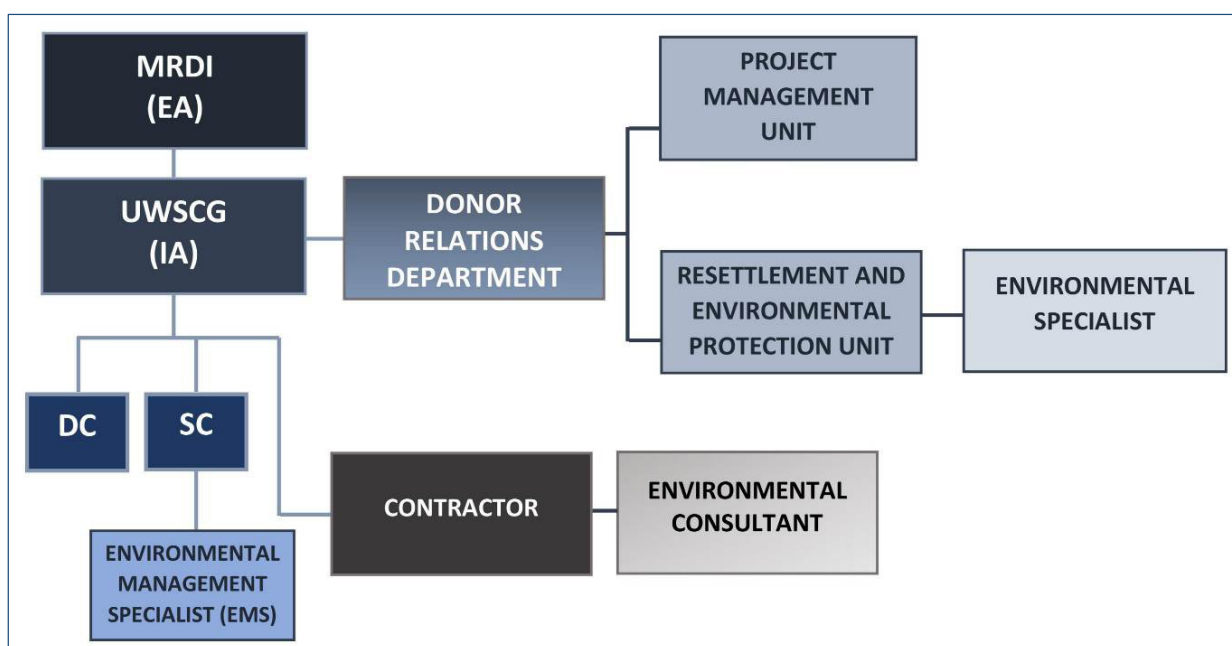 MRDI
(EA)
PROJECT
MANAGEMENT
UNIT
UWSCG
(IA)
DONOR
RELATIONS
DEPARTMENT
RESETTLEMENT AND
ENVIRONMENTAL
PROTECTION UNIT
ENVIRONMENTAL
SPECIALIST
DC
SC
CONTRACTOR
ENVIRONMENTAL
CONSULTANT
ENVIRONMENTAL
MANAGEMENT
SPECIALIST (EMS)